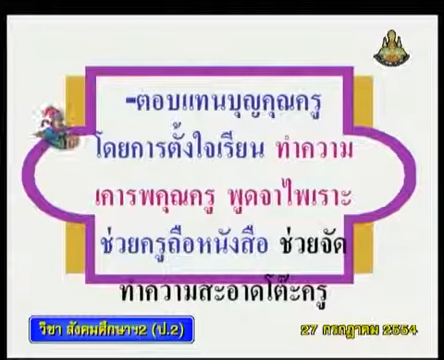 -ตอบแทนบุญคุณครู
โดยการตั้งใจเรียน ทำความ
เคารพคุณครู พูดจาไพเราะ
ช่วยครูถือหนังสือ ช่วยจัด
ทำความสะอาดโต๊ะครู
วิชา สังคมศึกษาฯ2 (ป.2)
27 กรกฎาคม 2554